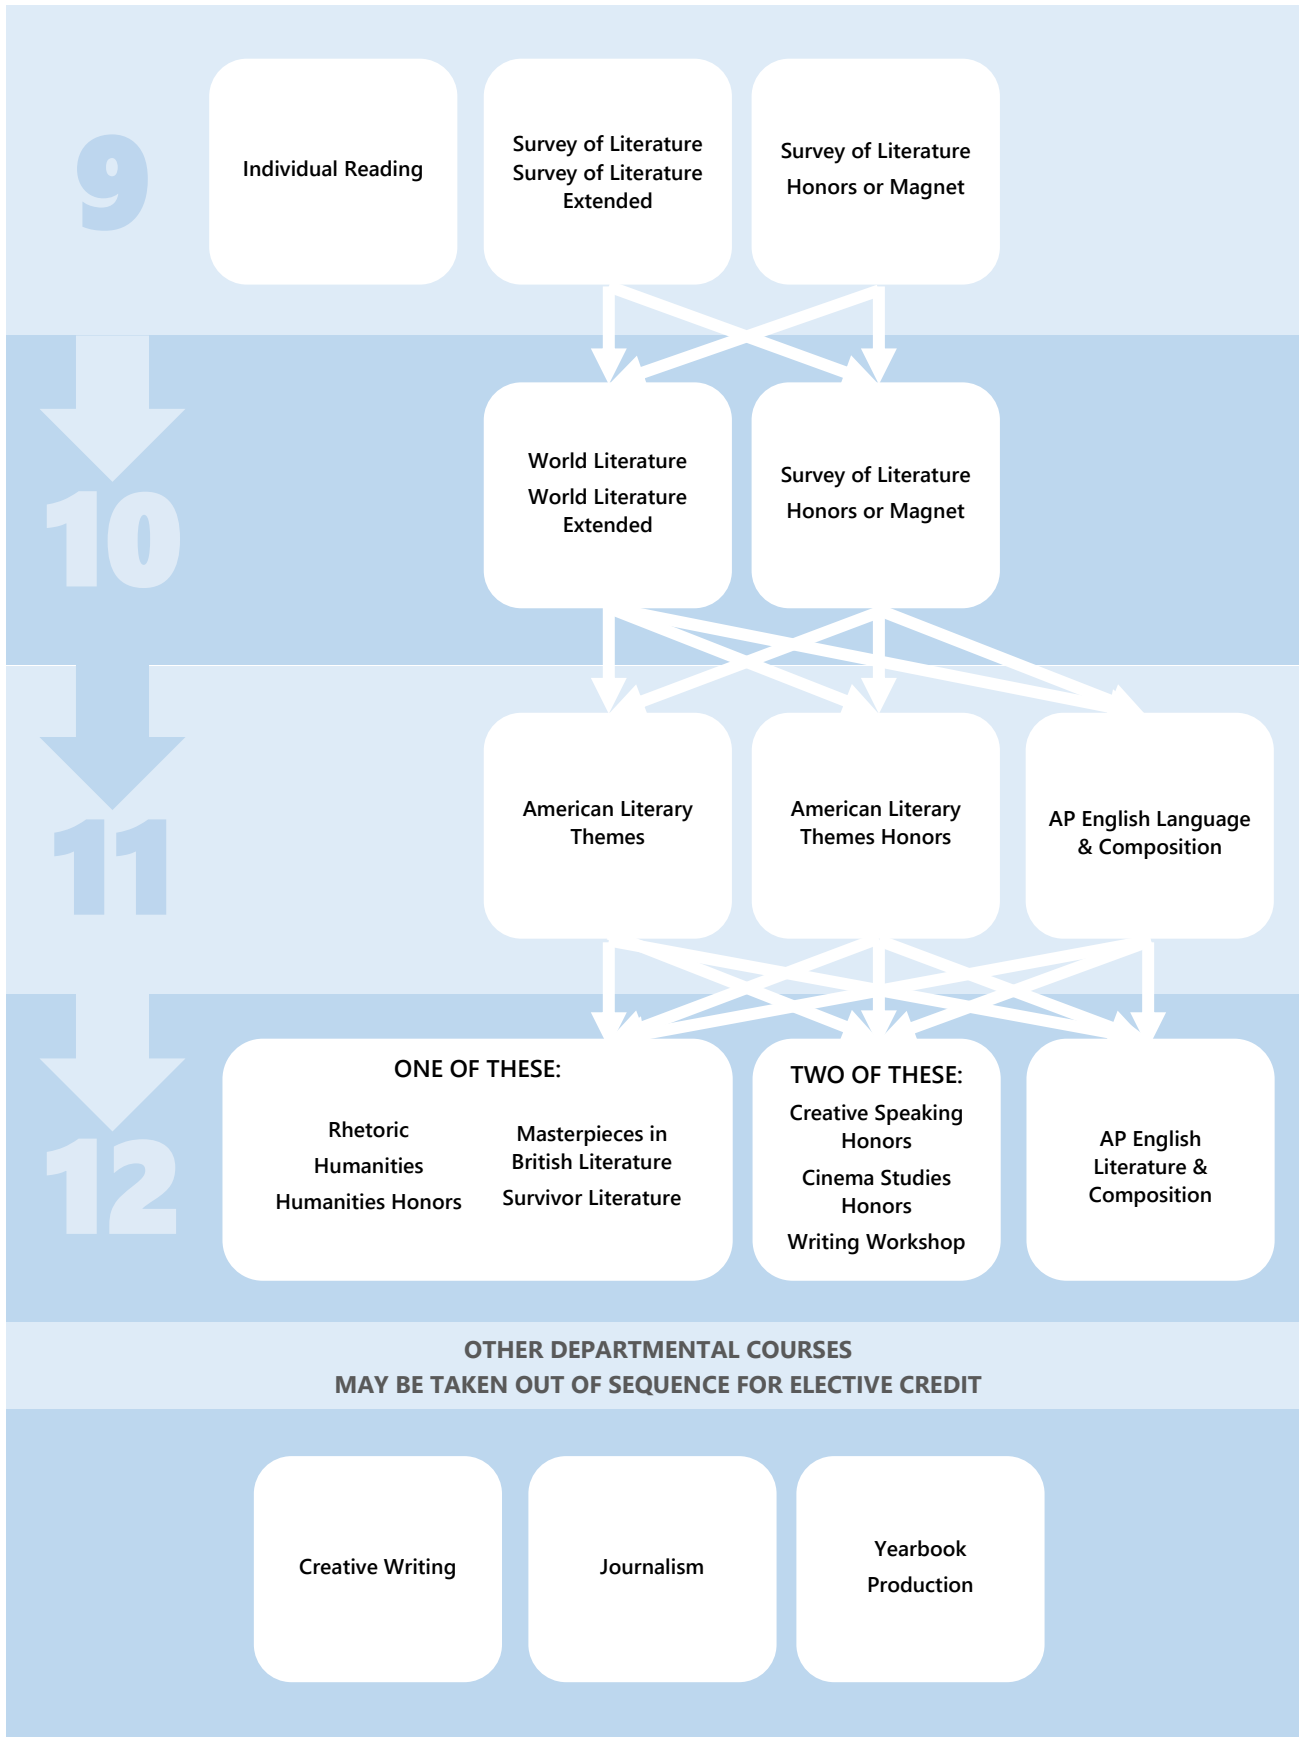 9
Individual Reading
Survey of Literature
Survey of Literature
Extended
Survey of Literature
Honors or Magnet
10
World Literature
World Literature
Extended
Survey of Literature
Honors or Magnet
11
American Literary
Themes
American Literary
Themes Honors
AP English Language
& Composition
12
ONE OF THESE:
Rhetoric
Humanities
Humanities Honors
Masterpieces in
British Literature
Survivor Literature
TWO OF THESE:
Creative Speaking
Honors
Cinema Studies
Honors
Writing Workshop
AP English
Literature &
Composition
OTHER DEPARTMENTAL COURSES
MAY BE TAKEN OUT OF SEQUENCE FOR ELECTIVE CREDIT
Creative Writing
Journalism
Yearbook
Production